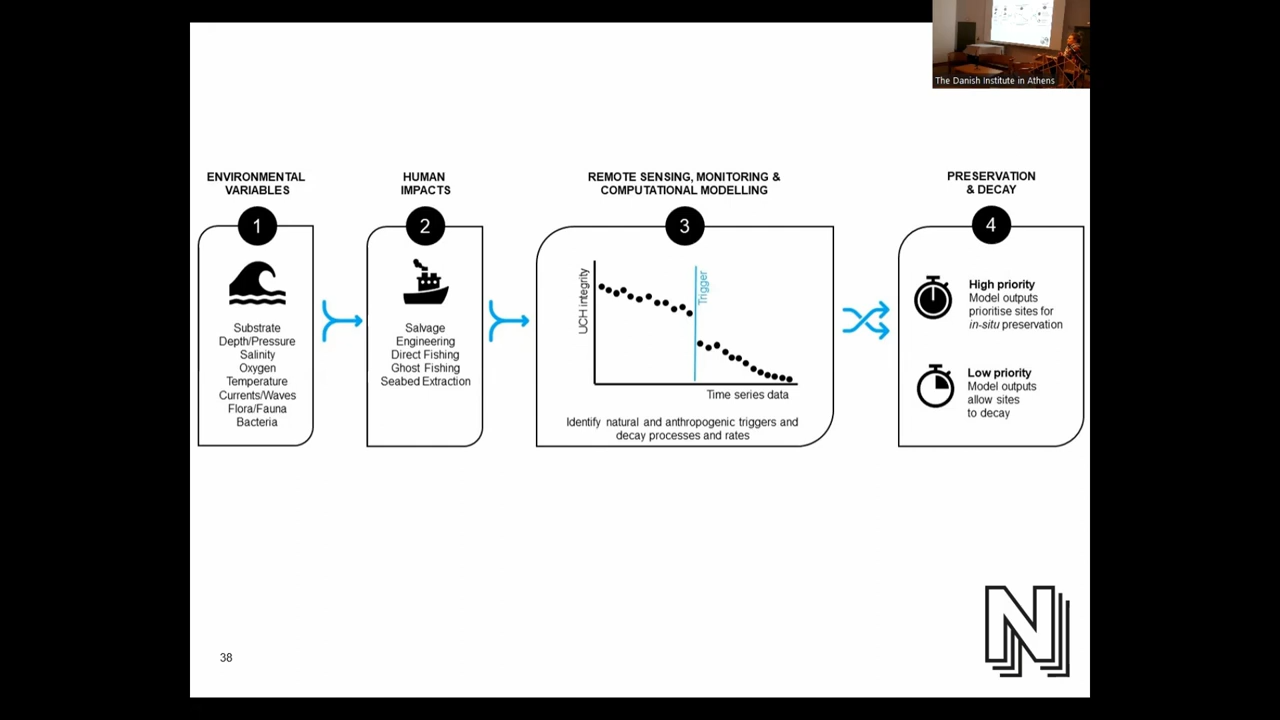 The Danish Institute in Athens
ENVIRONMENTAL
VARIABLES
1
Substrate
Depth/Pressure
Salinity
Oxygen
Temperature
Currents/Waves
Flora/Fauna
Bacteria
HUMAN
IMPACTS
2
Salvage
Engineering
Direct Fishing
Ghost Fishing
Seabed Extraction
REMOTE SENSING, MONITORING &
COMPUTATIONAL MODELLING
3
UCH integrity
Trigger
Time series data
Identify natural and anthropogenic triggers and
decay processes and rates
PRESERVATION
& DECAY
4
High priority
Model outputs
prioritise sites for
in-situ preservation
Low priority
Model outputs
allow sites
to decay
38
N